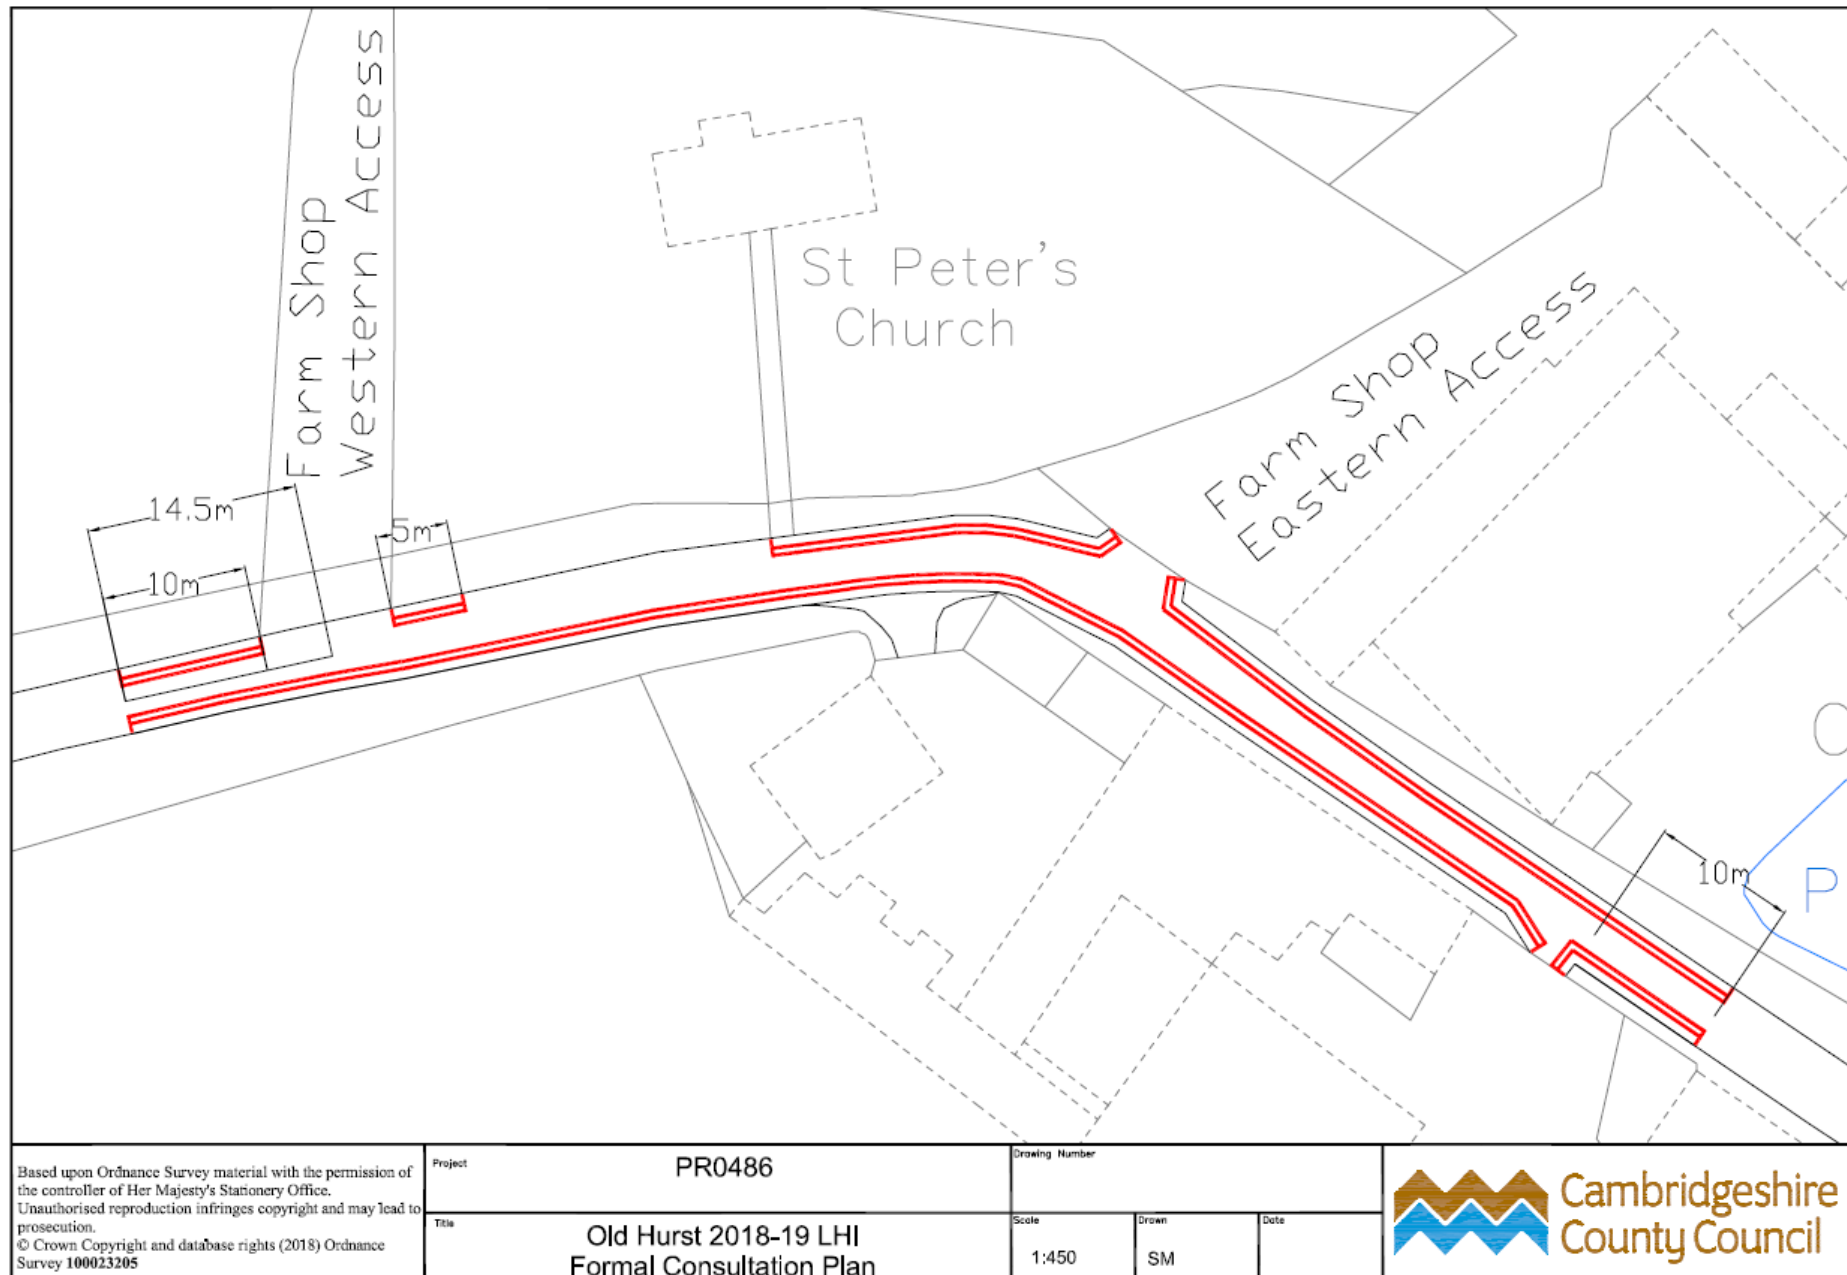 Farm Shop
Western Access
St Peter's
Church
Farm Shop
Eastern Access
14.5m
10m
5m
10m
O
P
Based upon Ordnance Survey material with the permission of
the controller of Her Majesty's Stationery Office.
Unauthorised reproduction infringes copyright and may lead to
prosecution.
© Crown Copyright and database rights (2018) Ordnance
Survey 100023205
Project
PR0486
Title
Old Hurst 2018-19 LHI
Formal Consultation Plan
Drawing Number
Scale
1:450
Drawn
SM
Date
Cambridgeshire
County Council